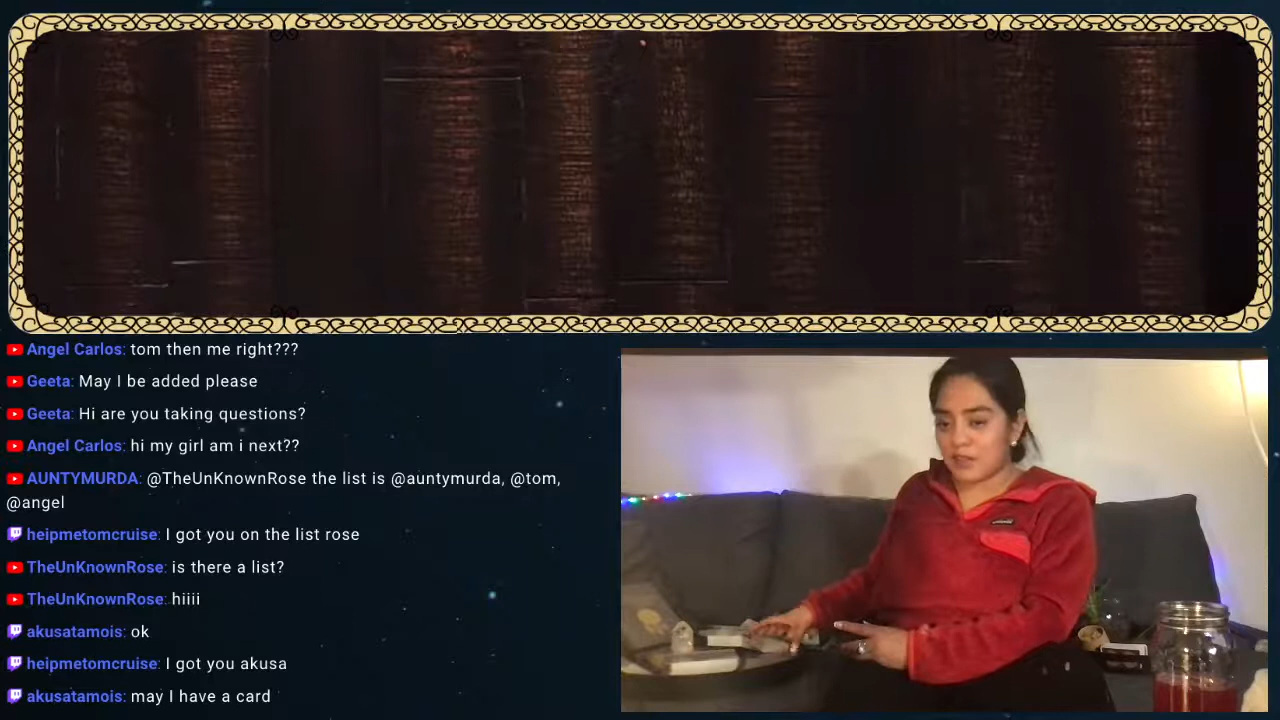 Angel Carlos: tom then me right???
Geeta: May I be added please
Geeta: Hi are you taking questions?
Angel Carlos: hi my girl am i next??
AUNTYMURDA: @TheUnKnownRose the list is @auntymurda, @tom,
@angel
heipmetomcruise: I got you on the list rose
TheUnKnownRose: is there a list?
TheUnKnownRose: hiiii
akusatamois: ok
heipmetomcruise: I got you akusa
akusatamois: may I have a card